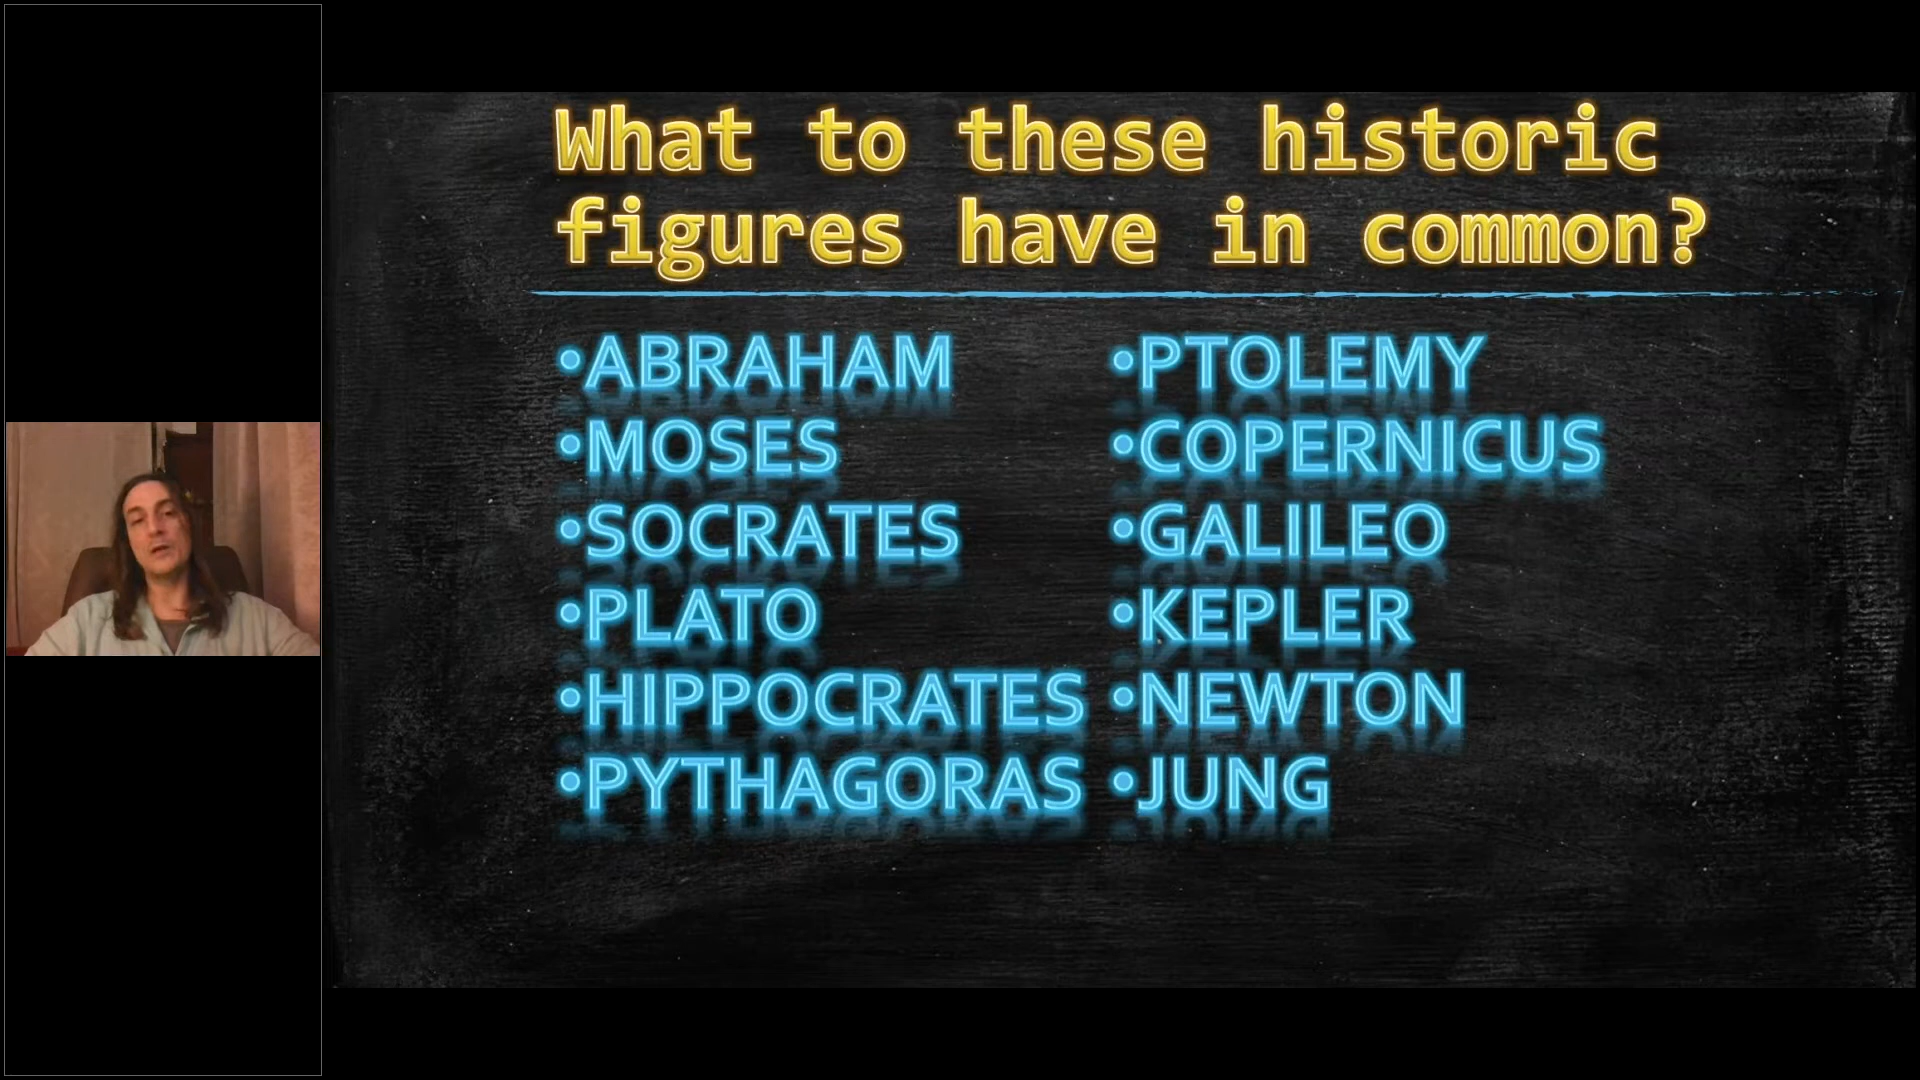 What to these historic
figures have in common?
•ABRAHAM
•MOSES
•SOCRATES
•PLATO
•HIPPOCRATES
•PYTHAGORAS
•PTOLEMY
•COPERNICUS
•GALILEO
•KEPLER
•NEWTON
•JUNG